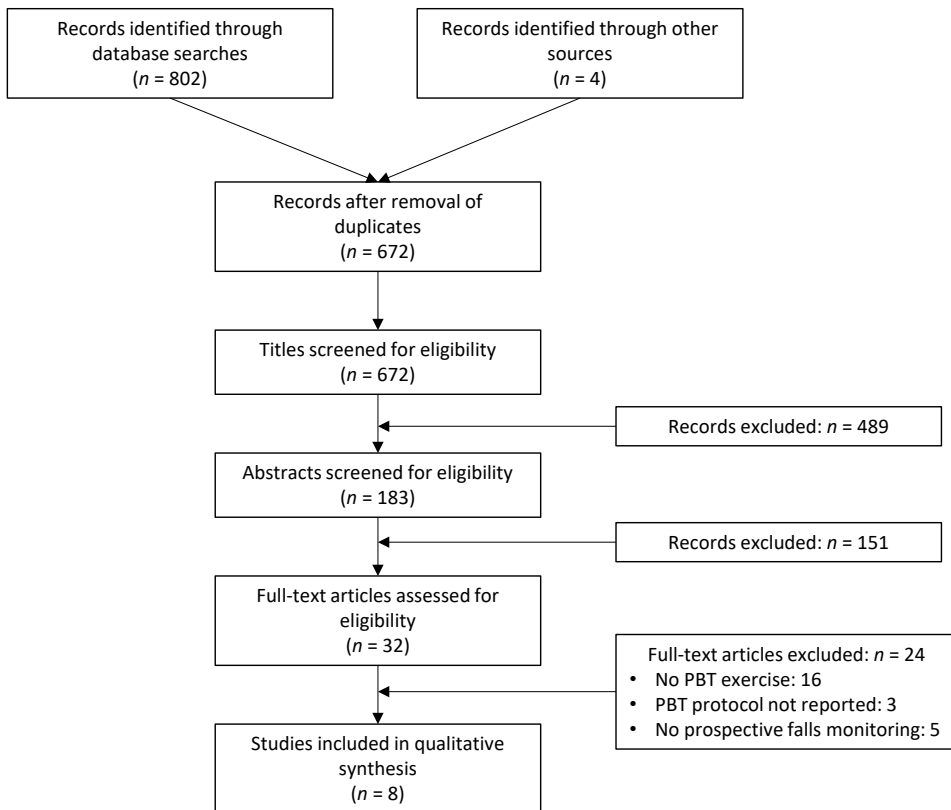 Records identified through
database searches
(n = 802)
Records identified through other
sources
(n = 4)
Records after removal of
duplicates
(n = 672)
Titles screened for eligibility
(n = 672)
Records excluded: n = 489
Abstracts screened for eligibility
(n = 183)
Records excluded: n = 151
Full-text articles assessed for
eligibility
(n = 32)
Full-text articles excluded: n = 24
• No PBT exercise: 16
• PBT protocol not reported: 3
• No prospective falls monitoring: 5
Studies included in qualitative
synthesis
(n = 8)